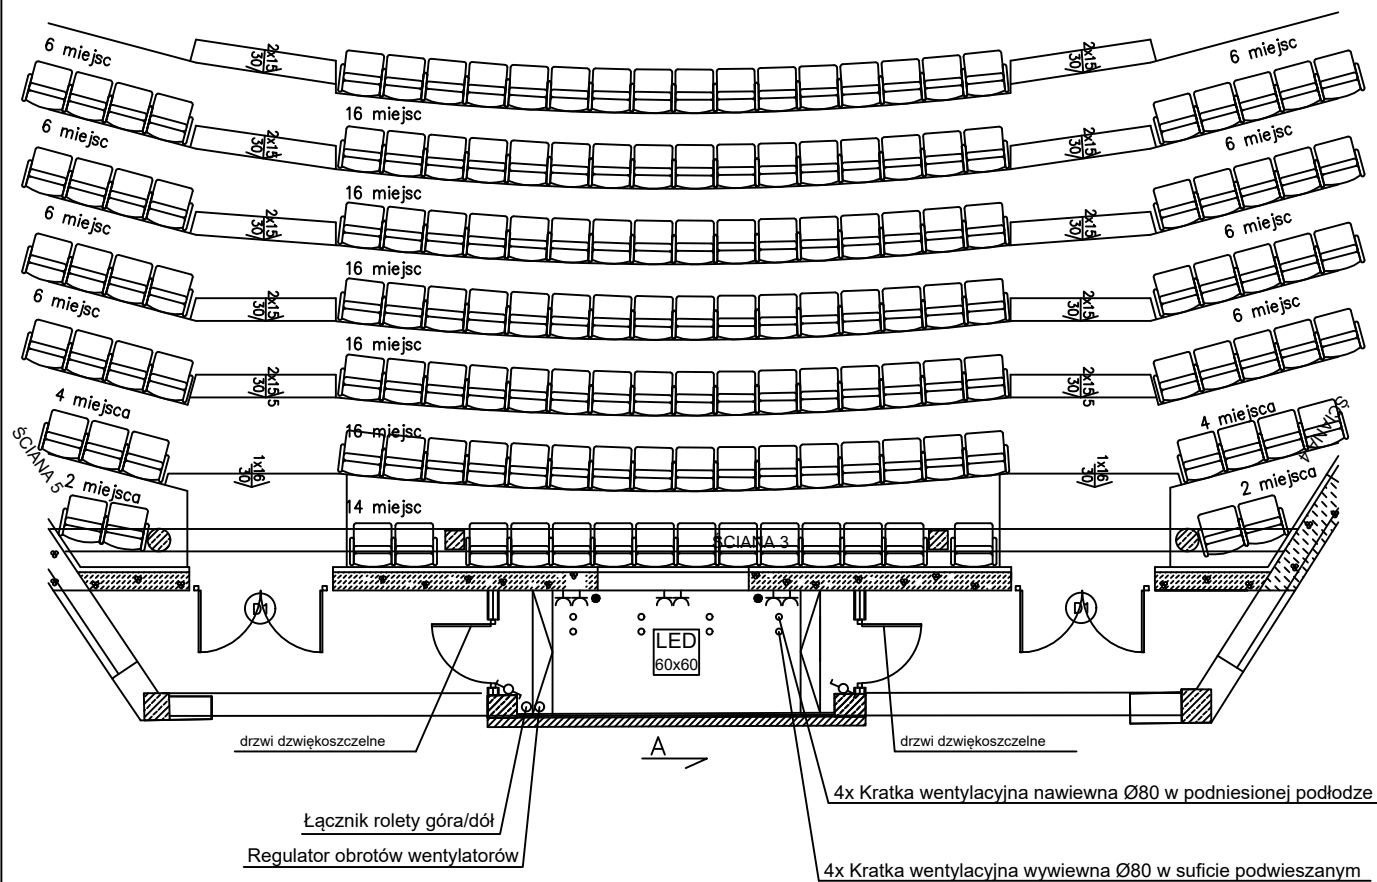 6 miejsc
2x15
30
2x15
30
6 miejsc
16 miejsc
6 miejsc
2x15
30
2x15
30
6 miejsc
16 miejsc
6 miejsc
2x15
30
2x15
30
6 miejsc
16 miejsc
6 miejsc
2x15
30
2x15
30
6 miejsc
16 miejsc
4 miejsca
2x15,5
30
2x15,5
30
4 miejsca
16 miejsc
ŚCIANA 5
1x16
30
1x16
30
ŚCIANA 4
2 miejsca
2 miejsca
14 miejsc
ŚCIANA 3
D1
D1
LED
60x60
drzwi dzwiękoszczelne
A
drzwi dzwiękoszczelne
4x Kratka wentylacyjna nawiewna Ø80 w podniesionej podłodze
Łącznik rolety góra/dół
Regulator obrotów wentylatorów
4x Kratka wentylacyjna wywiewna Ø80 w suficie podwieszanym